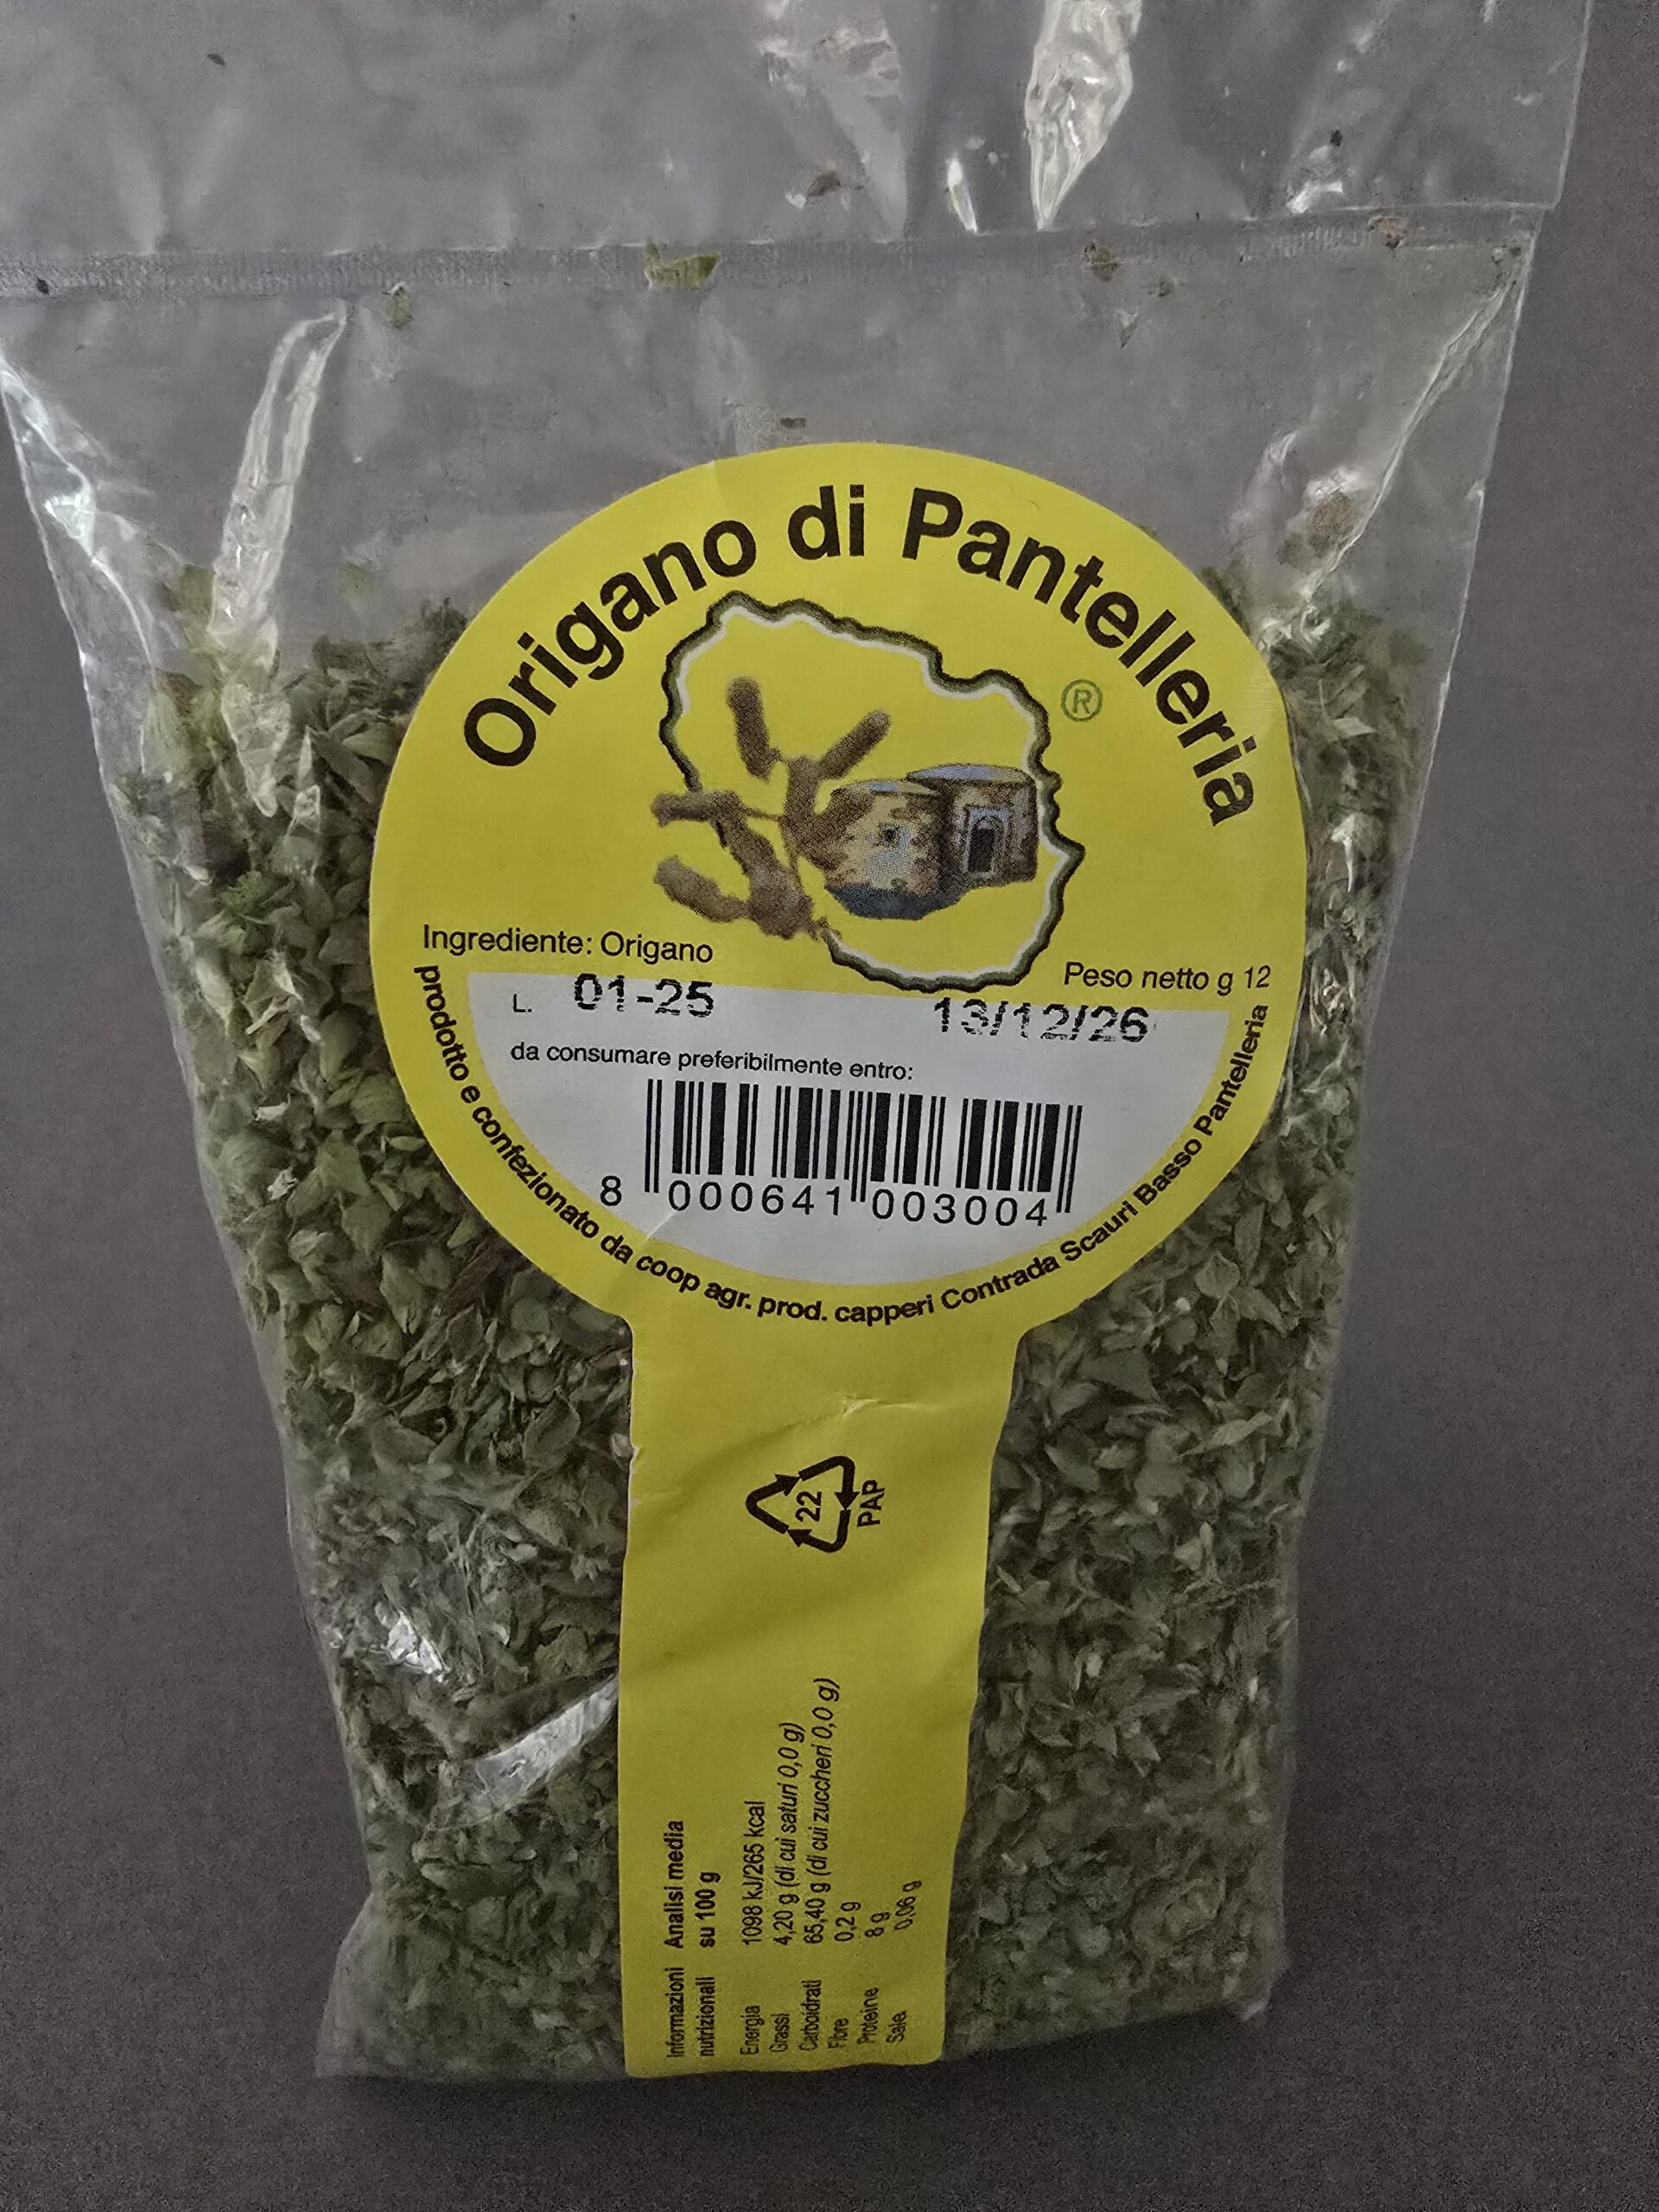 Origano di Pantelleria
®
Ingrediente: Origano
Peso netto g 12
L. 01-25 13/12/26
da consumare preferibilmente entro:
8 000641 003004
prodotto e confezionato da coop agr. prod. capperi Contrada Scauri Basso Pantelleria
22
PAP
Informazioni Analisi media
nutrizionali su 100 g
Energia 1098 kJ/265 kcal
Grassi 4,20 g (di cui saturi 0,0 g)
Carboidrati 65,40 g (di cui zuccheri 0,0 g)
Fibre 0,2 g
Proteine 8 g
Sale 0,06 g